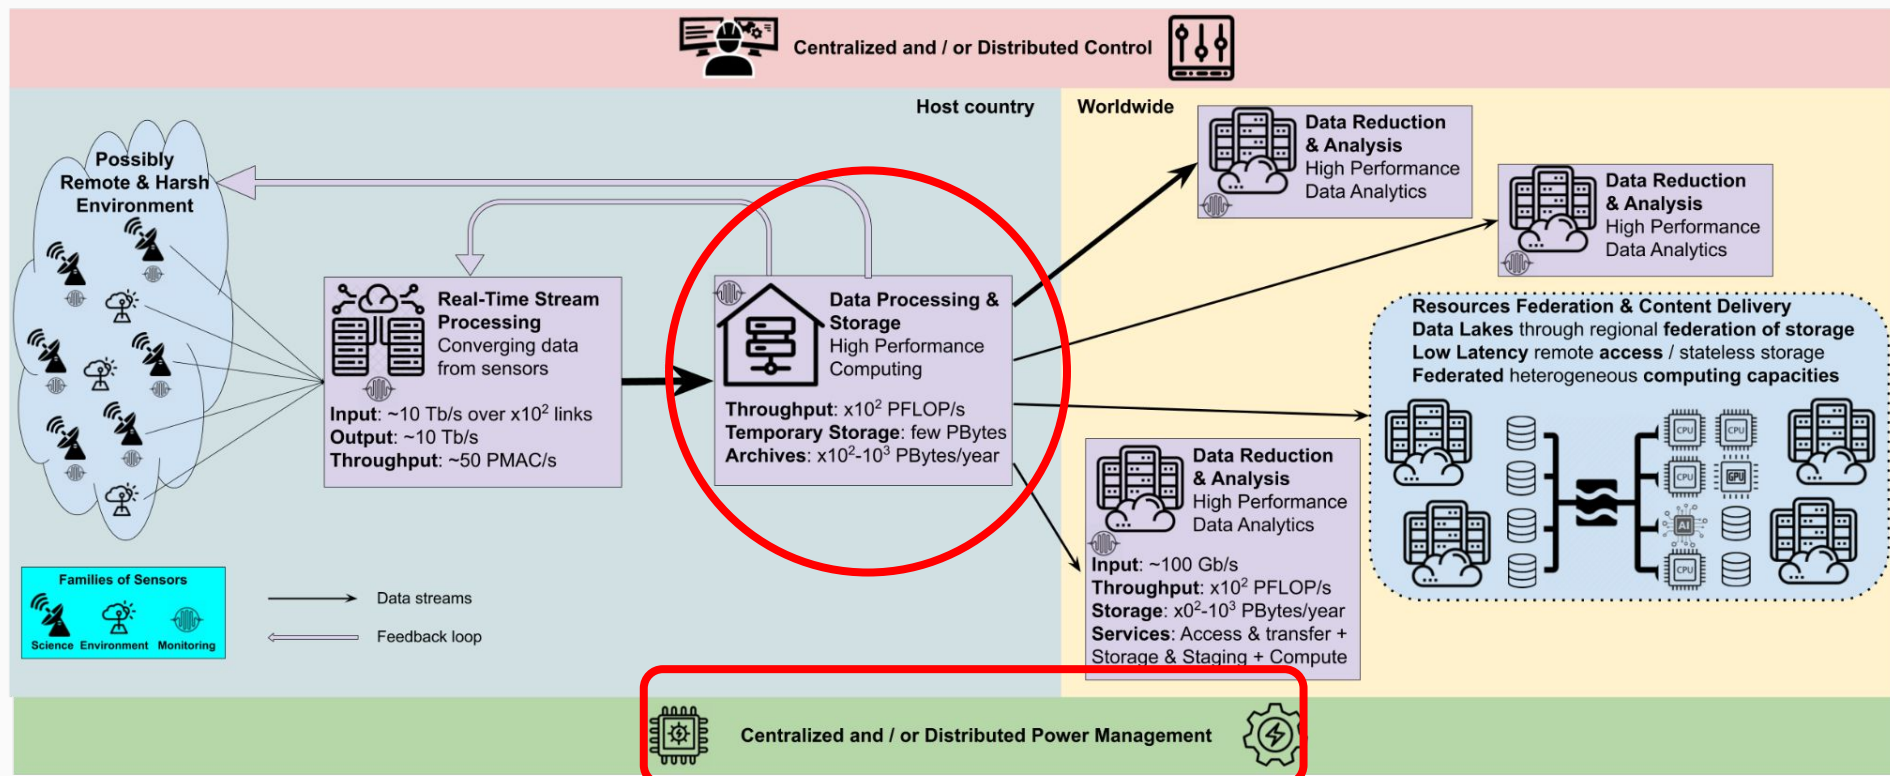 Centralized and / or Distributed Control
Host country
Worldwide
Possibly
Remote & Harsh
Environment
Real-Time Stream
Processing
Converging data
from sensors
Input: ~10 Tb/s over x10² links
Output: ~10 Tb/s
Throughput: ~50 PMAC/s
Data Processing &
Storage
High Performance
Computing
Throughput: x10² PFLOP/s
Temporary Storage: few PBytes
Archives: x10²-10³ PBytes/year
Data Reduction
& Analysis
High Performance
Data Analytics
Data Reduction
& Analysis
High Performance
Data Analytics
Resources Federation & Content Delivery
Data Lakes through regional federation of storage
Low Latency remote access / stateless storage
Federated heterogeneous computing capacities
CPU
CPU
CPU
GPU
AI
CPU
Data Reduction
& Analysis
High Performance
Data Analytics
Input: ~100 Gb/s
Throughput: x10² PFLOP/s
Storage: x0²-10³ PBytes/year
Services: Access & transfer +
Storage & Staging + Compute
Families of Sensors
Science Environment Monitoring
Data streams
Feedback loop
Centralized and / or Distributed Power Management